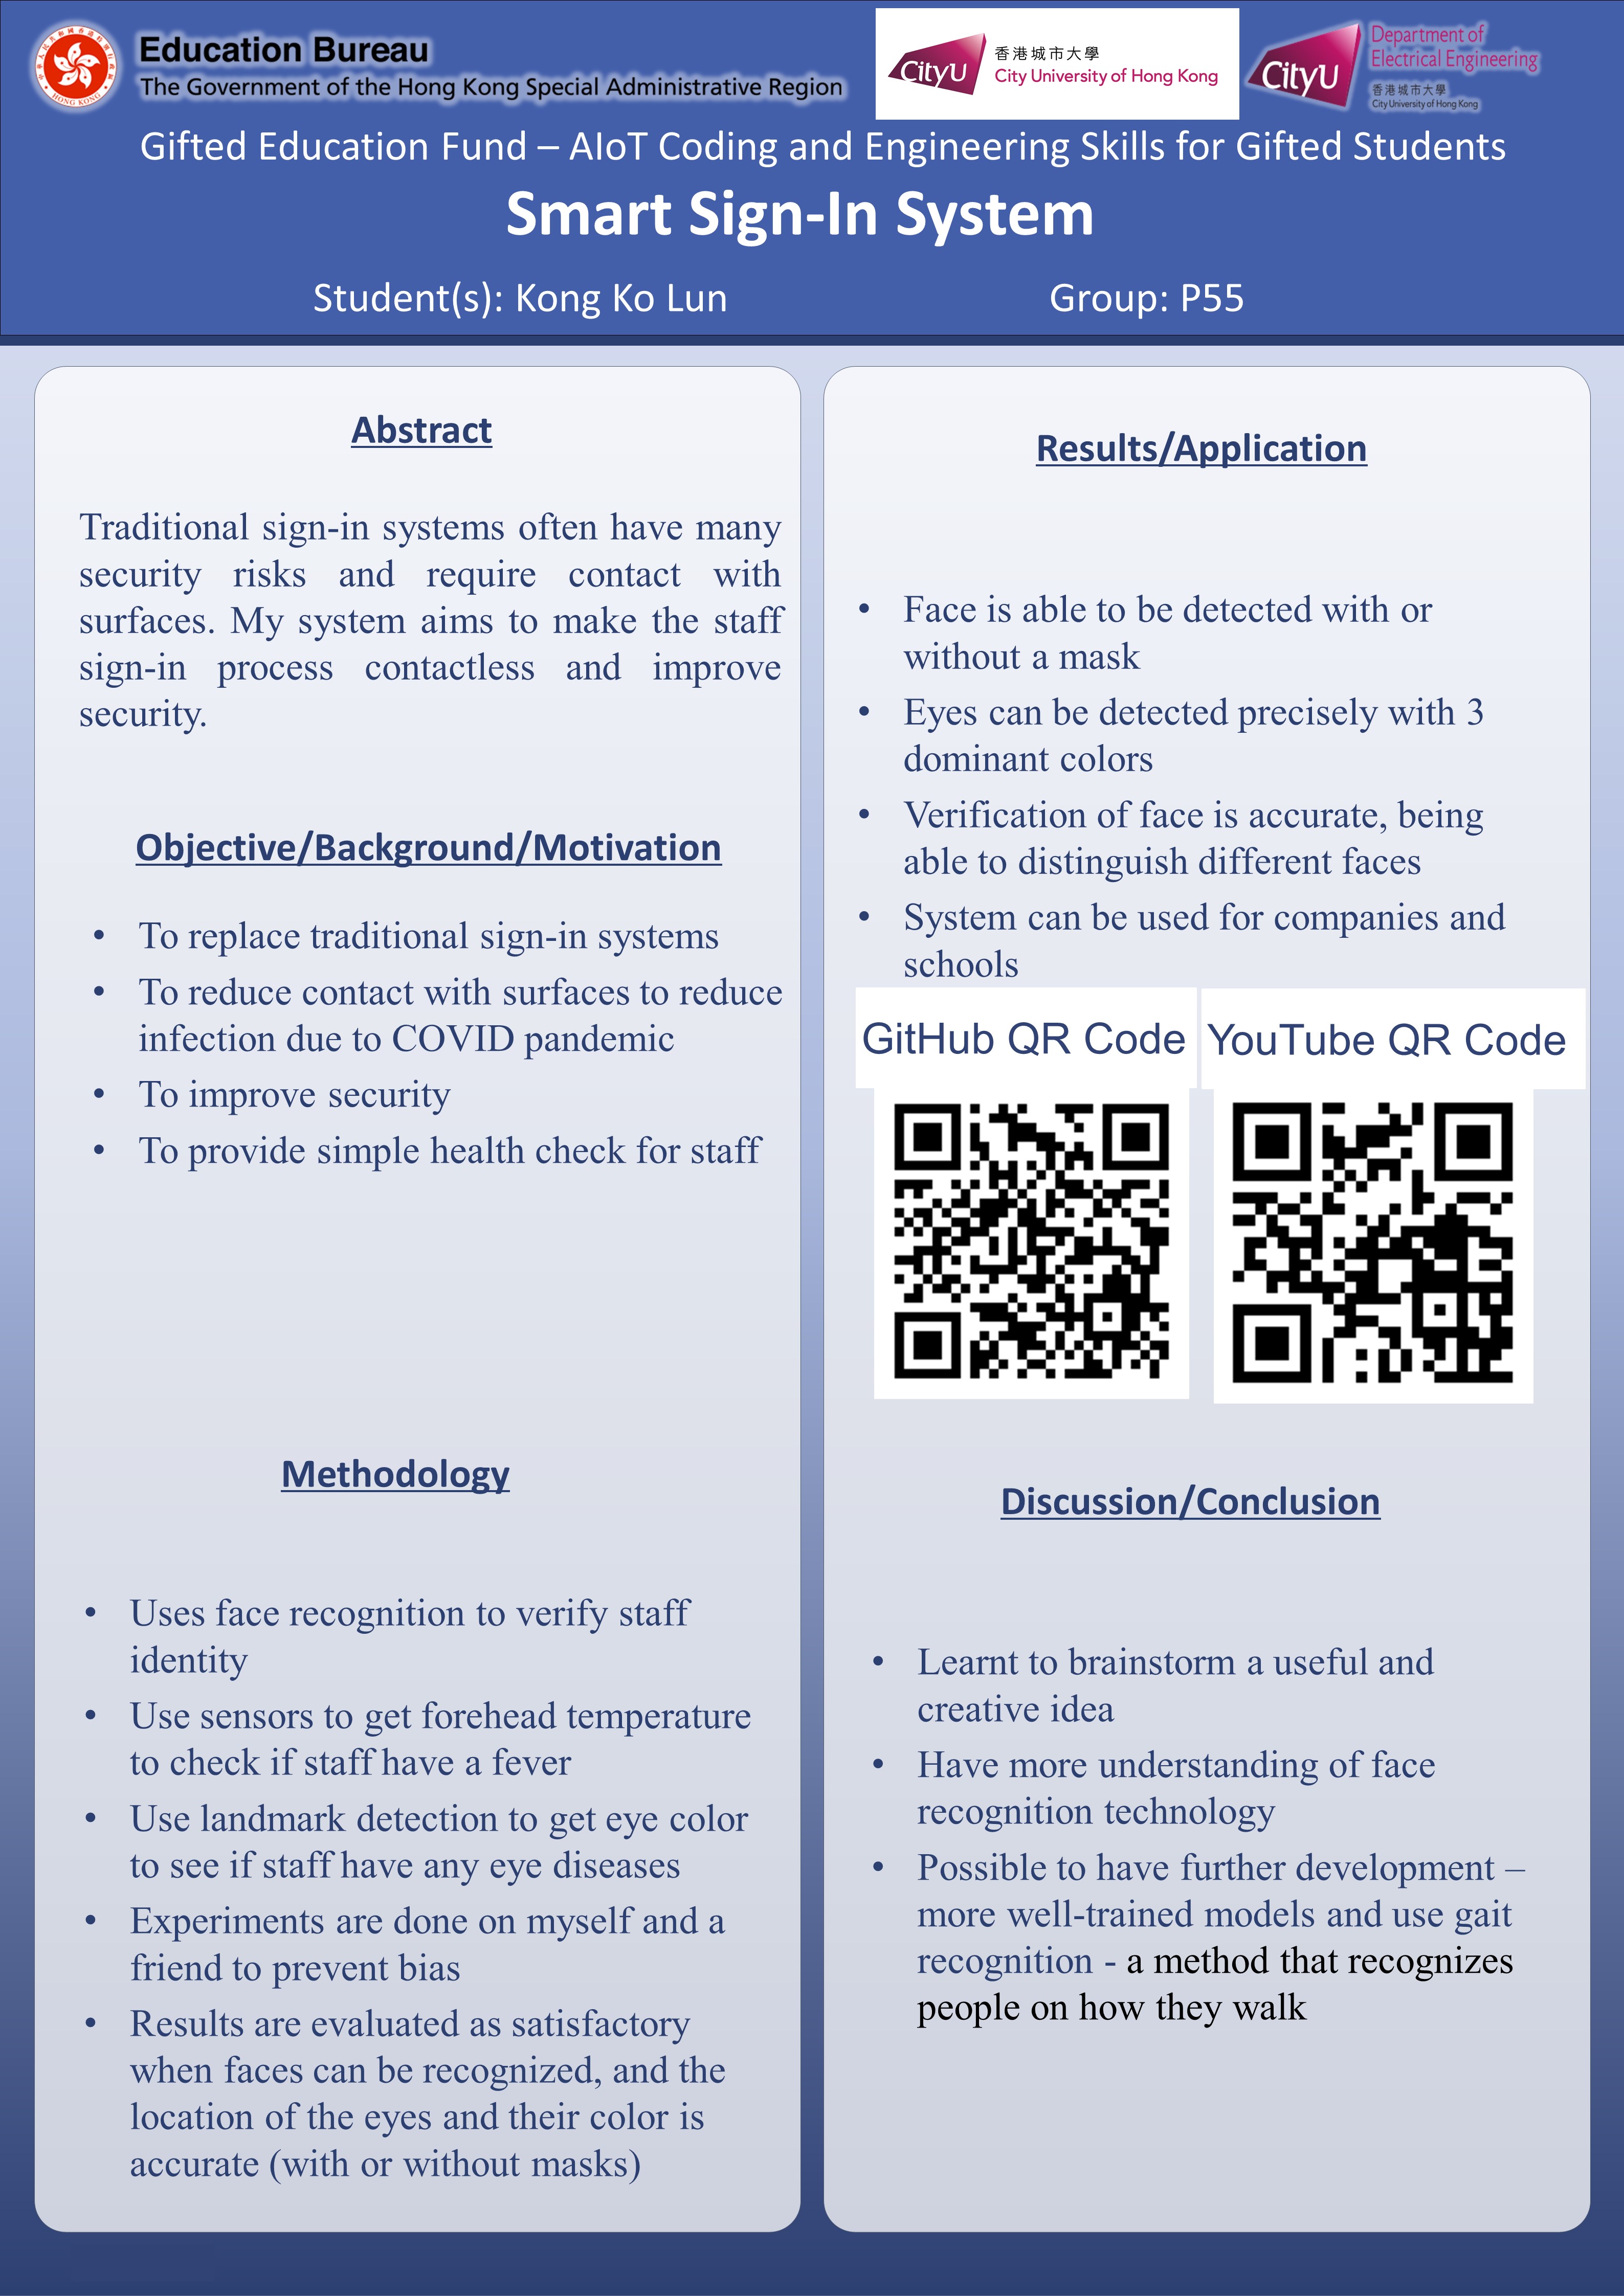 Education Bureau
The Government of the Hong Kong Special Administrative Region
HONG KONG
CityU
香港城市大學
City University of Hong Kong
CityU
Department of
Electrical Engineering
香港城市大學
City University of Hong Kong
Gifted Education Fund – AIoT Coding and Engineering Skills for Gifted Students
Smart Sign-In System
Student(s): Kong Ko Lun
Group: P55
Abstract
Traditional sign-in systems often have many
security risks and require contact with
surfaces. My system aims to make the staff
sign-in process contactless and improve
security.
Objective/Background/Motivation
• To replace traditional sign-in systems
• To reduce contact with surfaces to reduce
infection due to COVID pandemic
• To improve security
• To provide simple health check for staff
Methodology
• Uses face recognition to verify staff
identity
• Use sensors to get forehead temperature
to check if staff have a fever
• Use landmark detection to get eye color
to see if staff have any eye diseases
• Experiments are done on myself and a
friend to prevent bias
• Results are evaluated as satisfactory
when faces can be recognized, and the
location of the eyes and their color is
accurate (with or without masks)
Results/Application
• Face is able to be detected with or
without a mask
• Eyes can be detected precisely with 3
dominant colors
• Verification of face is accurate, being
able to distinguish different faces
• System can be used for companies and
schools
GitHub QR Code
YouTube QR Code
Discussion/Conclusion
• Learnt to brainstorm a useful and
creative idea
• Have more understanding of face
recognition technology
• Possible to have further development –
more well-trained models and use gait
recognition - a method that recognizes
people on how they walk